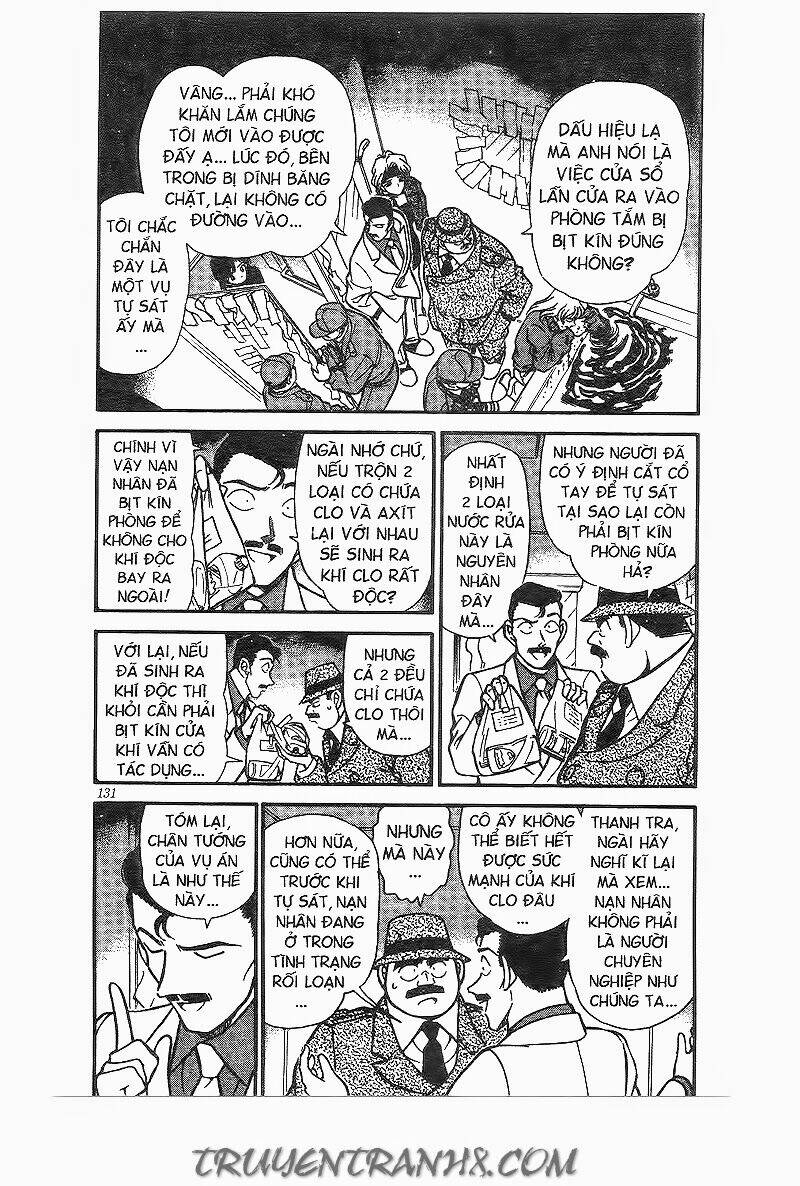 DẤU HIỆU LẠ
MÀ ANH NÓI LÀ
VIỆC CỬA SỔ
LẤN CỬA RA VÀO
PHÒNG TẮM BỊ
BỊT KÍN ĐÚNG
KHÔNG?
VÂNG... PHẢI KHÓ
KHĂN LẮM CHÚNG
TÔI MỚI VÀO ĐƯỢC
ĐẤY Ạ... LÚC ĐÓ, BÊN
TRONG BỊ DÍNH BĂNG
CHẶT, LẠI KHÔNG CÓ
ĐƯỜNG VÀO...
TÔI CHẮC
CHẮN
ĐÂY LÀ
MỘT VỤ
TỰ SÁT
ẤY MÀ
...
NHƯNG NGƯỜI ĐÃ
CÓ Ý ĐỊNH CẮT CỔ
TAY ĐỂ TỰ SÁT
TẠI SAO LẠI CÒN
PHẢI BỊT KÍN
PHÒNG NỮA
HẢ?
NHẤT
ĐỊNH
2 LOẠI
NƯỚC RỬA
NÀY LÀ
NGUYÊN
NHÂN
ĐẤY
MÀ...
NGÀI NHỚ CHỨ,
NẾU TRỘN 2
LOẠI CÓ CHỨA
CLO VÀ AXÍT
LẠI VỚI NHAU
SẼ SINH RA
KHÍ CLO RẤT
ĐỘC?
CHÍNH VÌ
VẬY NẠN
NHÂN ĐÃ
BỊT KÍN
PHÒNG ĐỂ
KHÔNG CHO
KHÍ ĐỘC
BAY RA
NGOÀI!
NHƯNG
CẢ 2 ĐỀU
CHỈ CHỨA
CLO THÔI
MÀ...
VỚI LẠI, NẾU
ĐÃ SINH RA
KHÍ ĐỘC THÌ
KHỎI CẦN PHẢI
BỊT KÍN CỬA
KHÍ VẪN CÓ
TÁC DỤNG...
131
THANH TRA,
NGÀI HÃY
NGHĨ KĨ LẠI
MÀ XEM...
NẠN NHÂN
KHÔNG PHẢI
LÀ NGƯỜI
CHUYÊN
NGHIỆP NHƯ
CHÚNG TA...
CÔ ẤY KHÔNG
THỂ BIẾT HẾT
ĐƯỢC SỨC
MẠNH CỦA KHÍ
CLO ĐÂU
...
NHƯNG
MÀ NÀY
...
HƠN NỮA,
CŨNG CÓ THỂ
TRƯỚC KHI
TỰ SÁT, NẠN
NHÂN ĐANG
Ở TRONG
TÌNH TRẠNG
RỐI LOẠN
...
TÓM LẠI,
CHÂN TƯỚNG
CỦA VỤ ÁN
LÀ NHƯ THẾ
NÀY...
TRUYENTRANH8.COM